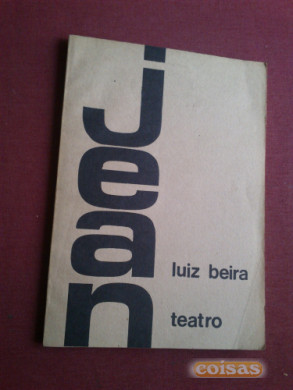 jean
luiz beira
teatro
coisas